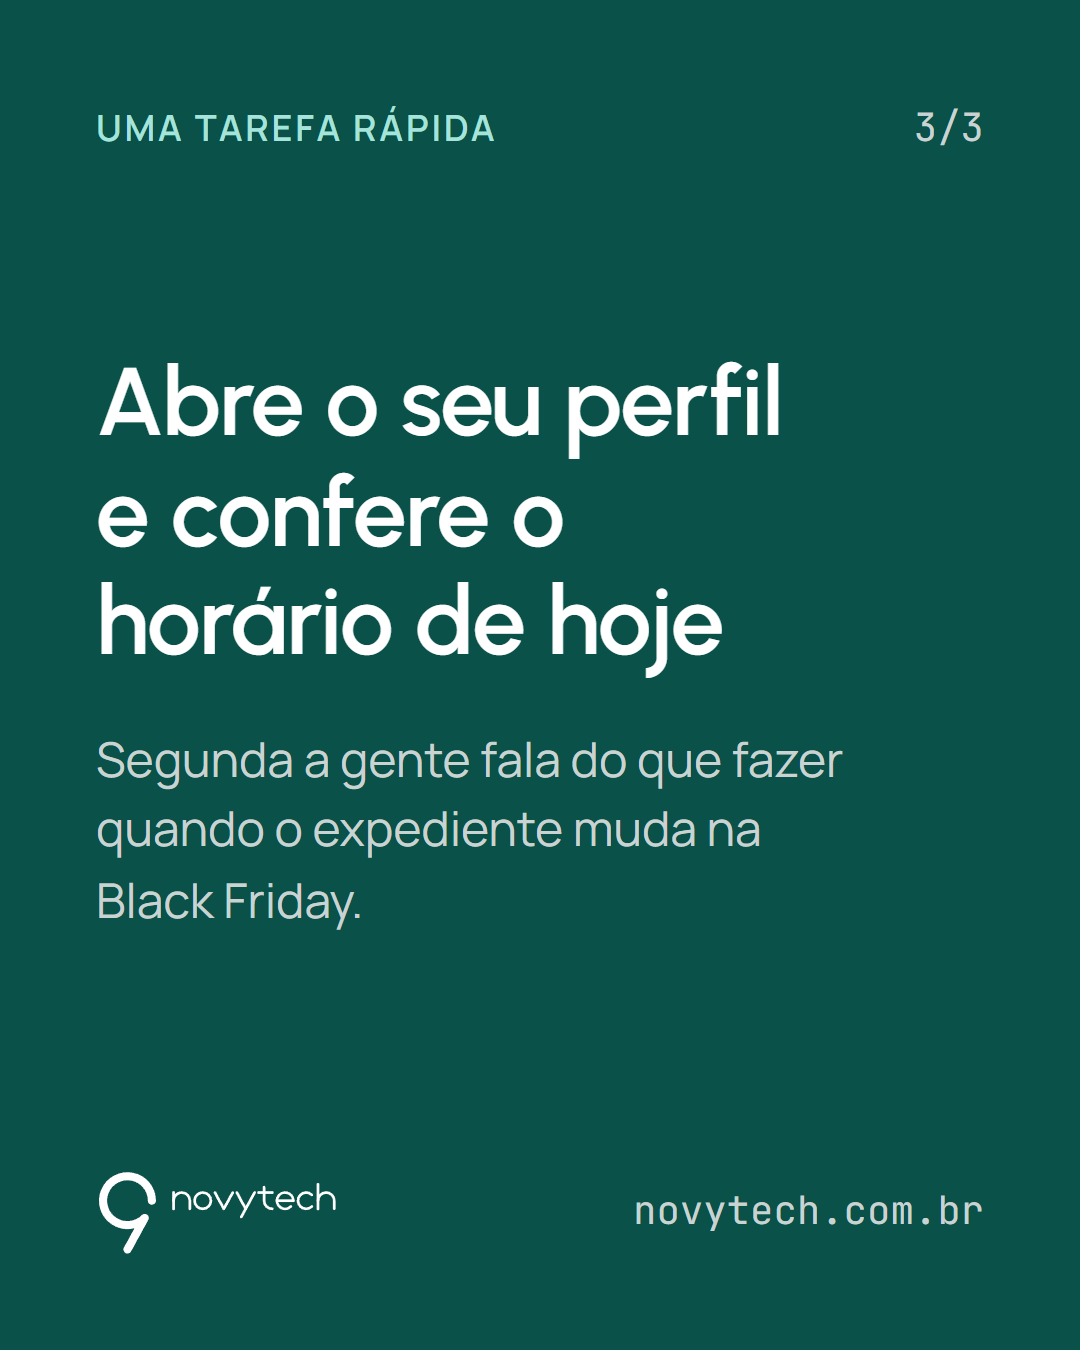 UMA TAREFA RÁPIDA
3/3
Abre o seu perfil
e confere o
horário de hoje
Segunda a gente fala do que fazer
quando o expediente muda na
Black Friday.
novytech
novytech.com.br